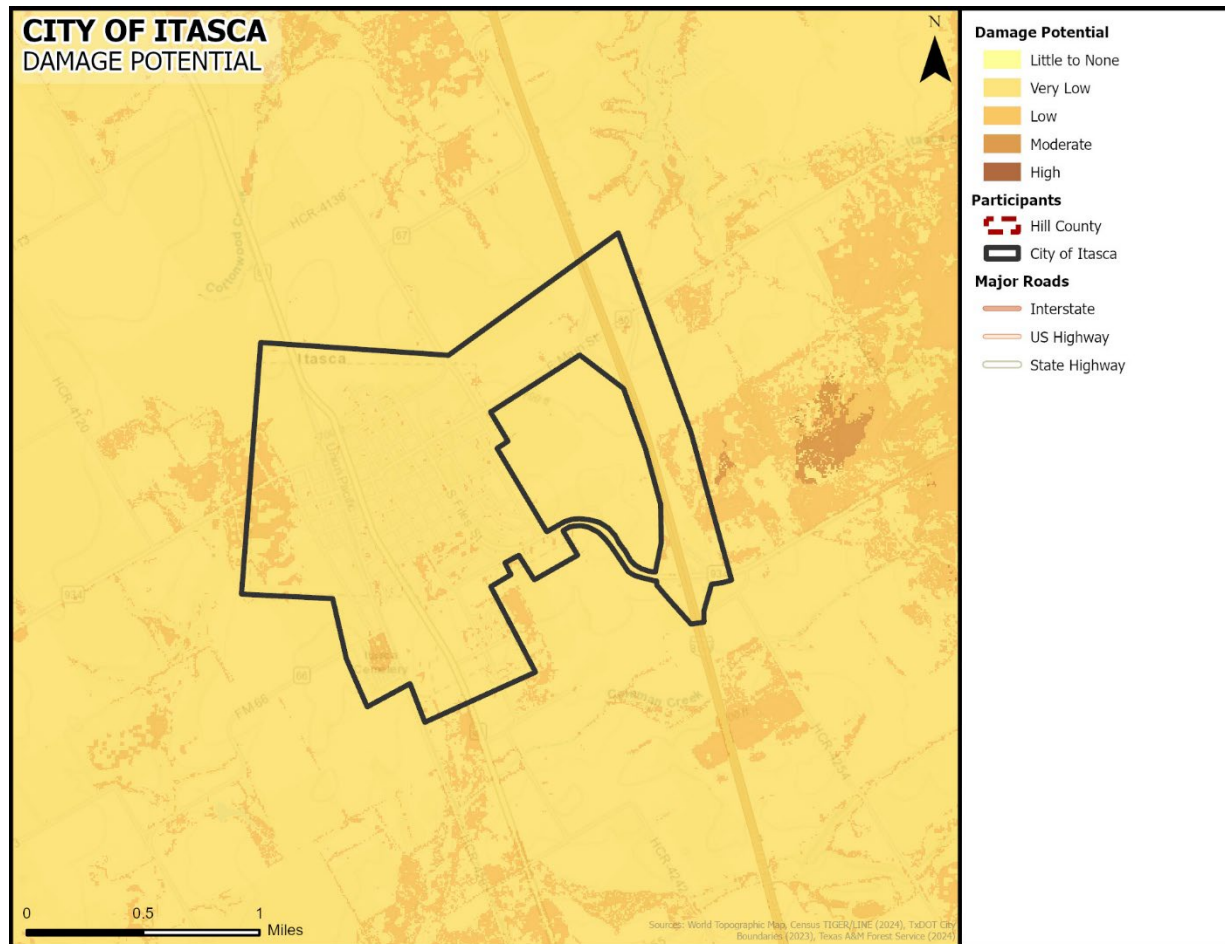 CITY OF ITASCA
DAMAGE POTENTIAL
N
HCR-4138
67
Cottonwood
Itasca
Itasca
HCR-4120
934
Cemetery
66
FM 66
Creek
0 0.5 1
Miles
Sources: World Topographic Map, Census TIGER/LINE (2024), TxDOT City
Boundaries (2023), Texas A&M Forest Service (2024)
Damage Potential
Little to None
Very Low
Low
Moderate
High
Participants
Hill County
City of Itasca
Major Roads
Interstate
US Highway
State Highway